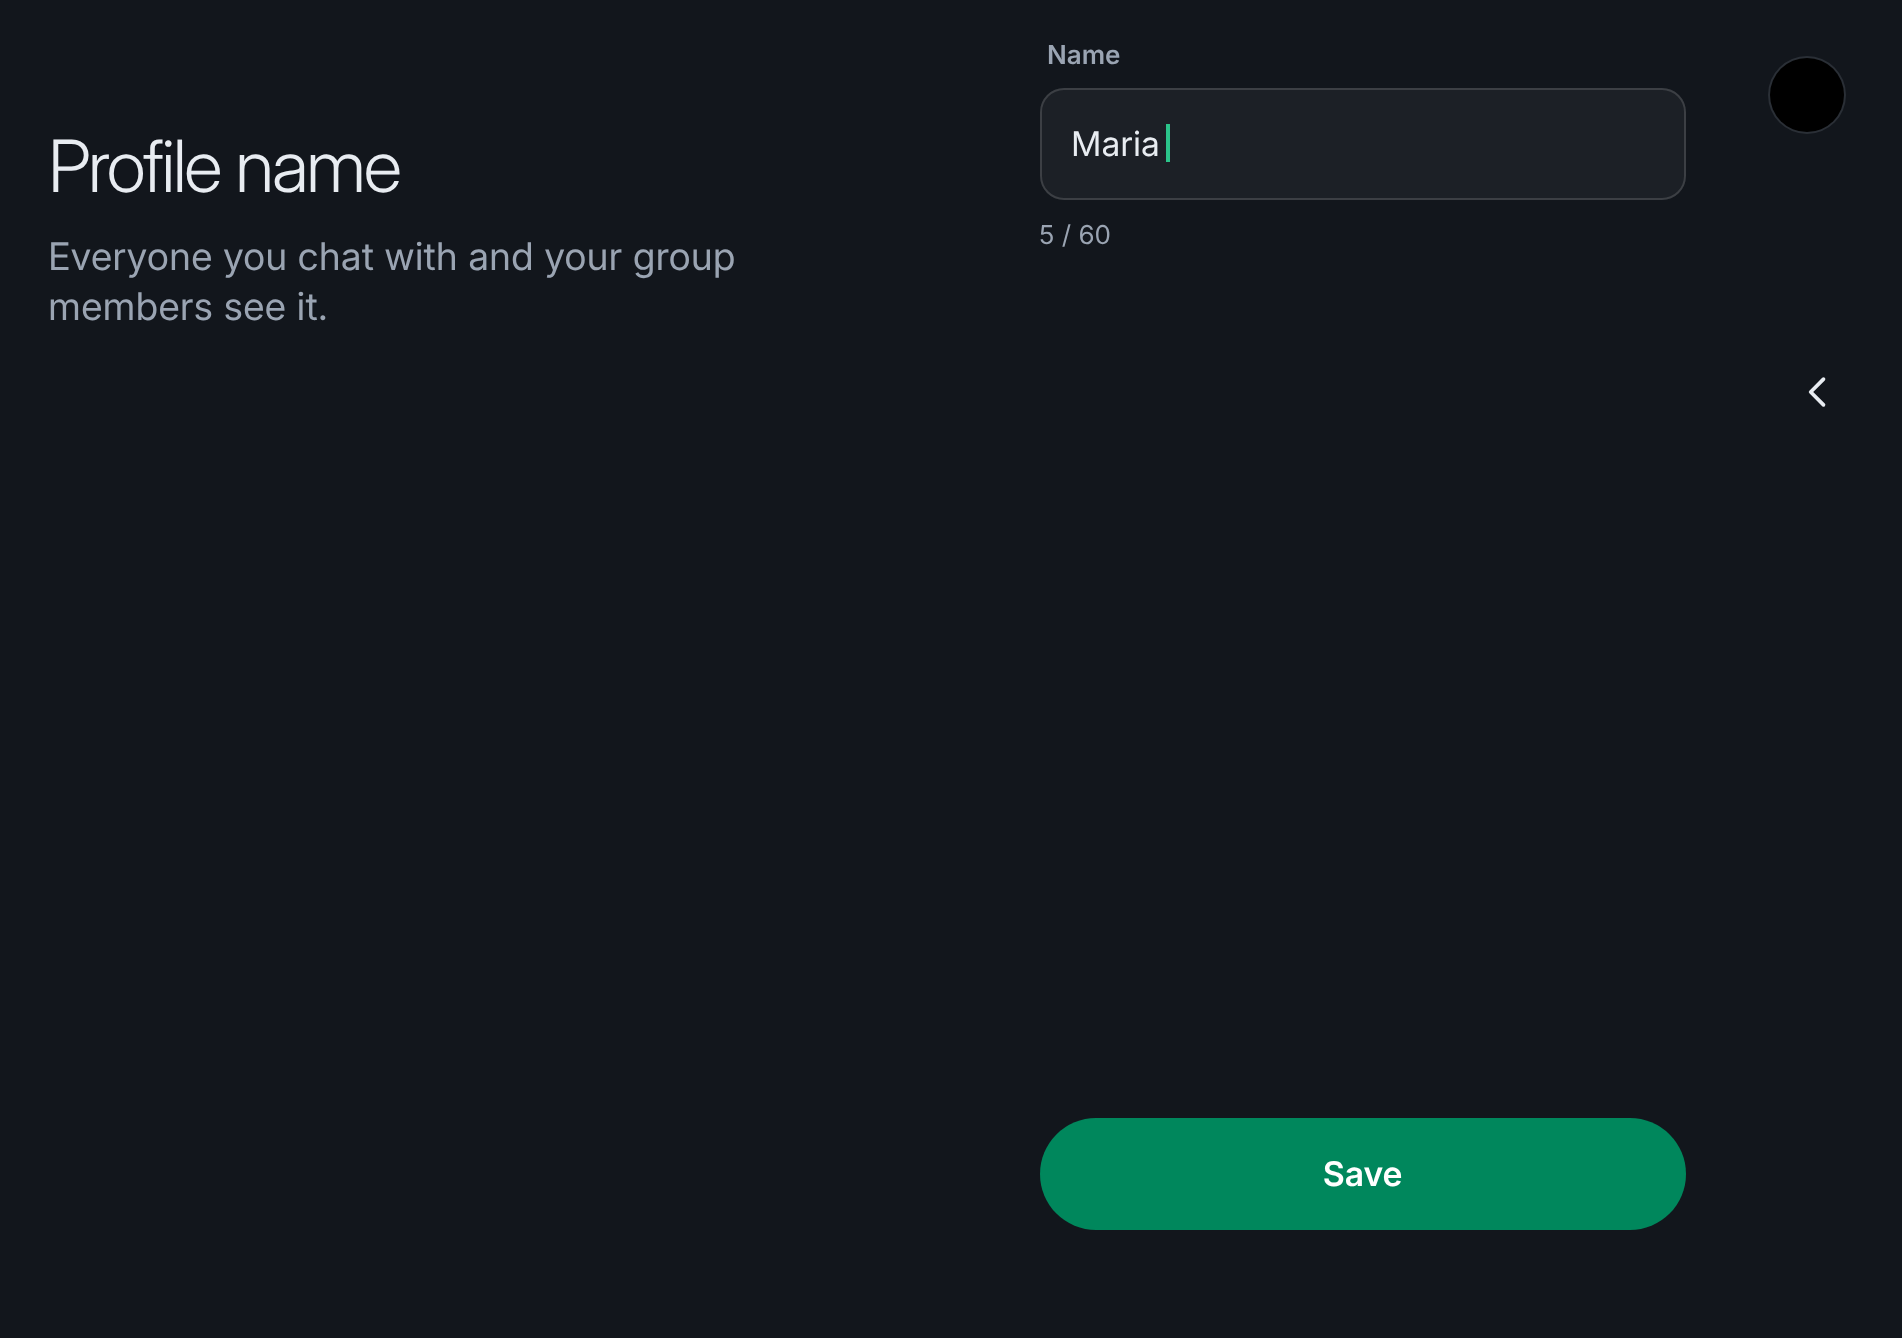 Profile name
Everyone you chat with and your group
members see it.
Name
Maria
5 / 60
Save